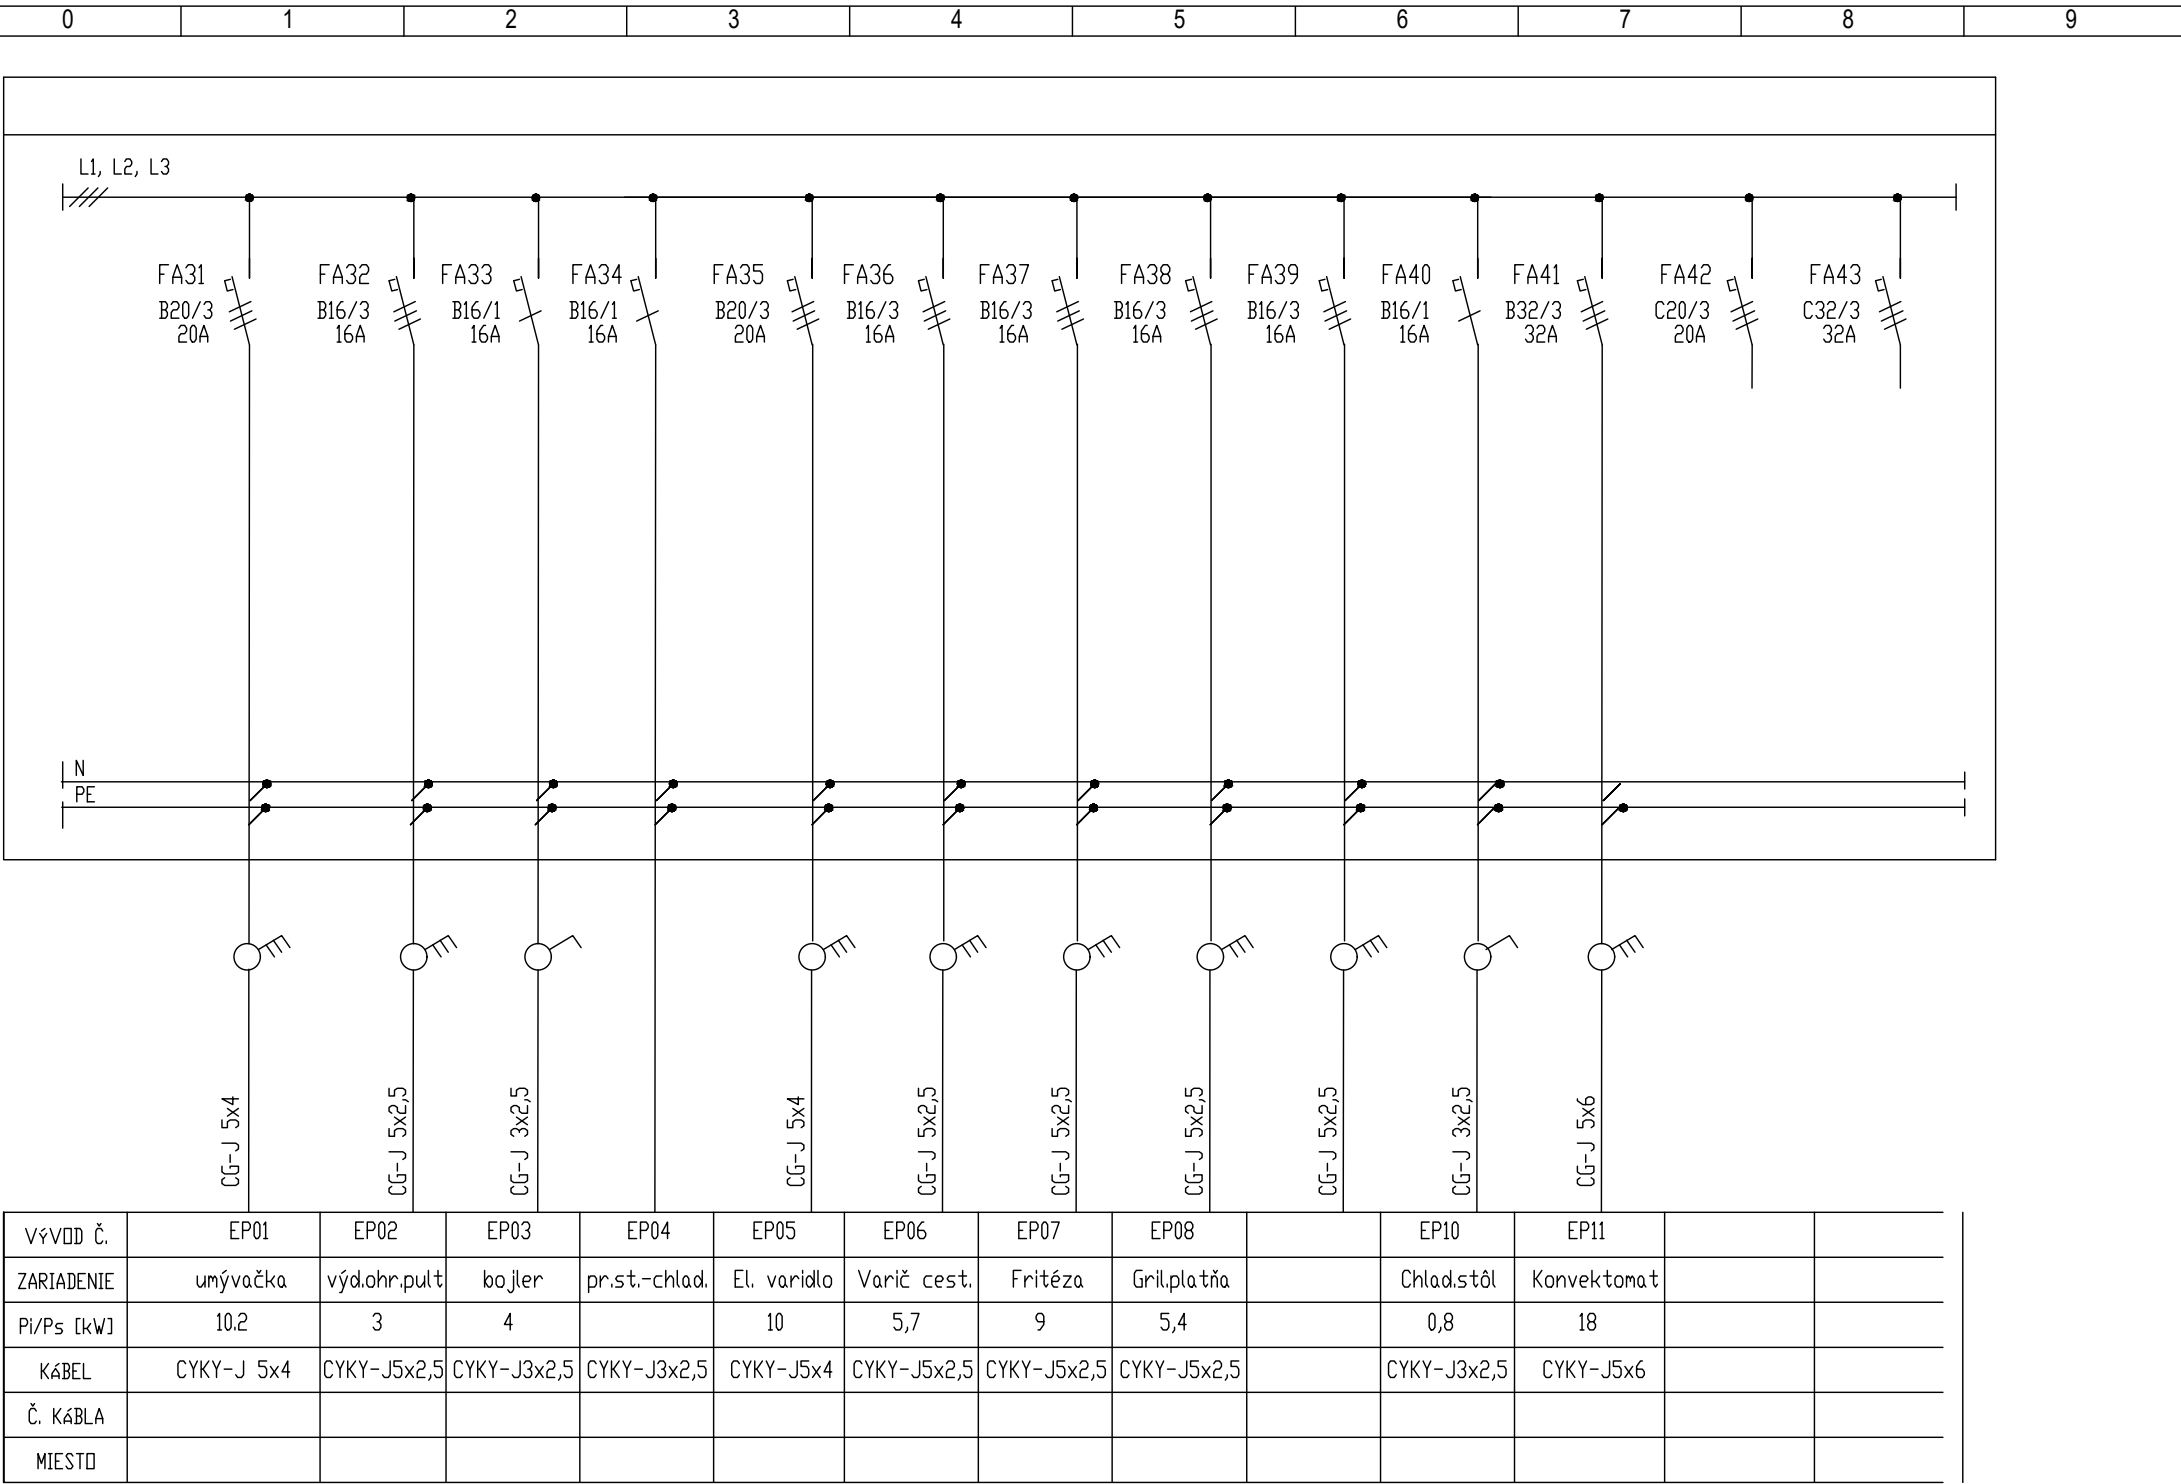 0 1 2 3 4 5 6 7 8 9
L1, L2, L3
FA31 FA32 FA33 FA34 FA35 FA36 FA37 FA38 FA39 FA40 FA41 FA42 FA43
B20/3 B16/3 B16/1 B16/1 B20/3 B16/3 B16/3 B16/3 B16/3 B16/1 B32/3 C20/3 C32/3
20A 16A 16A 16A 20A 16A 16A 16A 16A 16A 32A 20A 32A
N
PE
CG-J 5x4
CG-J 5x2,5
CG-J 3x2,5
CG-J 5x4
CG-J 5x2,5
CG-J 5x2,5
CG-J 5x2,5
CG-J 5x2,5
CG-J 3x2,5
CG-J 5x6
VýVOD Č. EP01 EP02 EP03 EP04 EP05 EP06 EP07 EP08 EP10 EP11
ZARIADENIE umývačka výd.ohr.pult bojler pr.st.-chlad. El. varidlo Varič cest. Fritéza Gril.platňa Chlad.stôl Konvektomat
Pi/Ps [kW] 10.2 3 4 10 5,7 9 5,4 0,8 18
KáBEL CYKY-J 5x4 CYKY-J5x2,5 CYKY-J3x2,5 CYKY-J3x2,5 CYKY-J5x4 CYKY-J5x2,5 CYKY-J5x2,5 CYKY-J5x2,5 CYKY-J3x2,5 CYKY-J5x6
Č. KáBLA
MIESTO